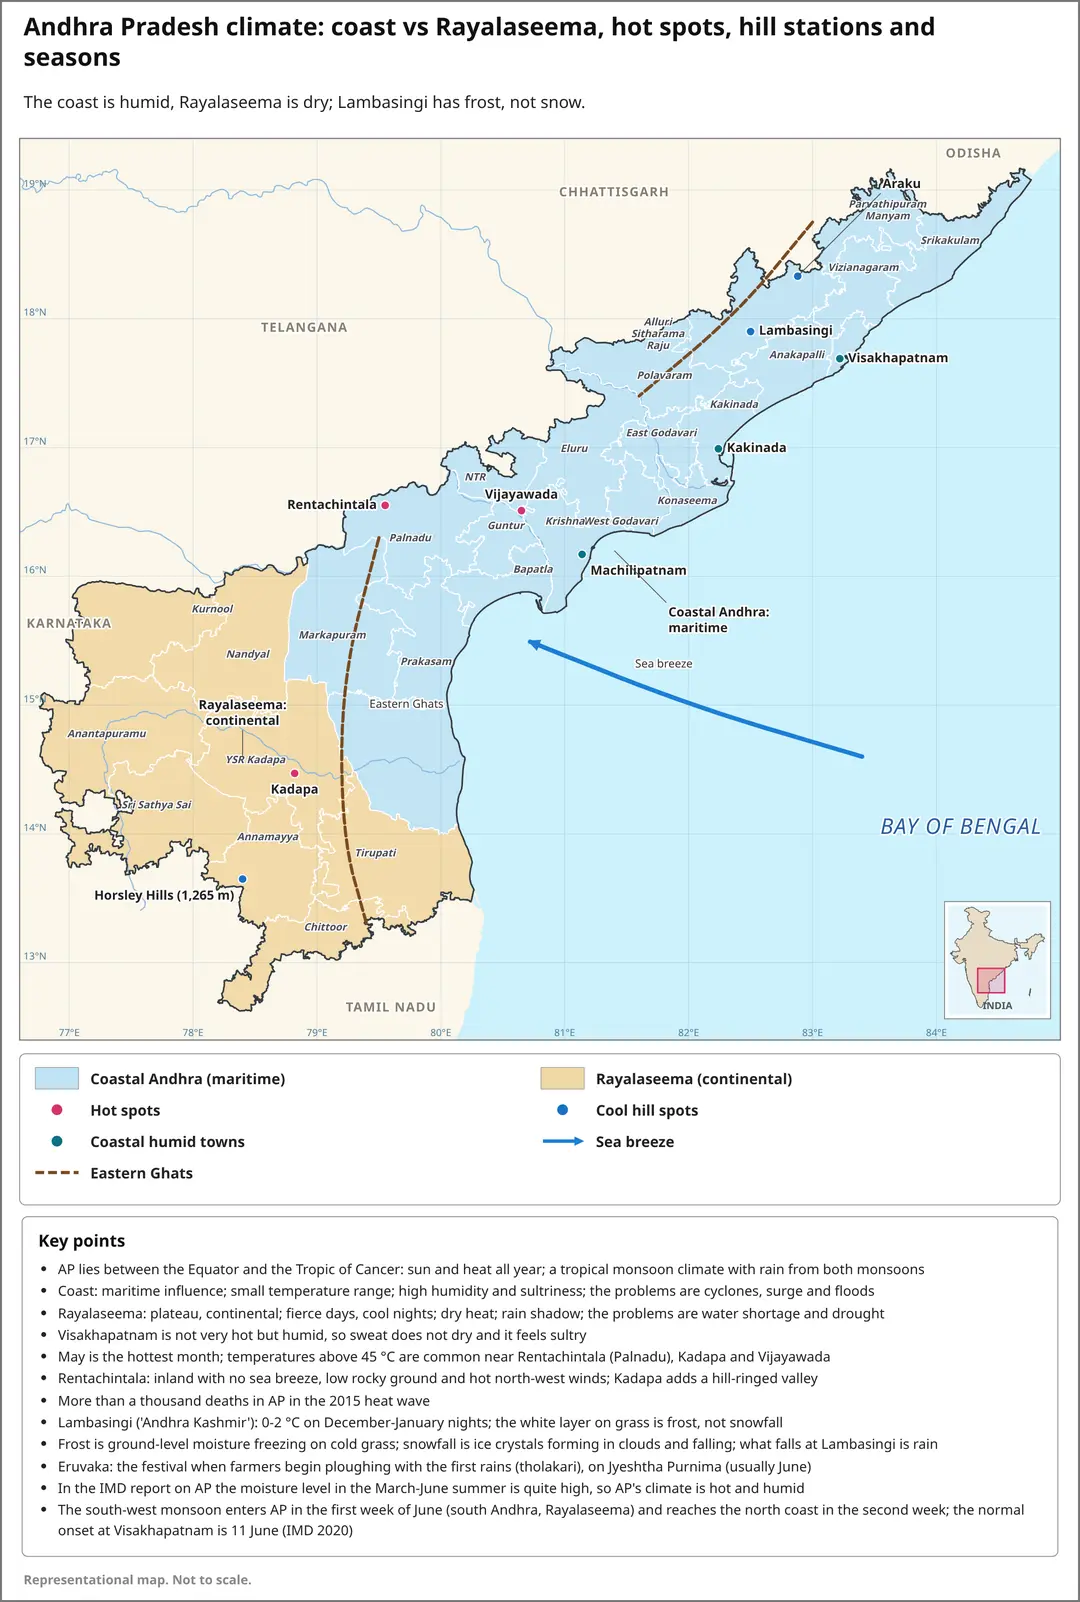 Andhra Pradesh climate: coast vs Rayalaseema, hot spots, hill stations and
seasons
The coast is humid, Rayalaseema is dry; Lambasingi has frost, not snow.
ODISHA
19°N
CHHATTISGARH
Araku
Parvathipuram
Manyam
Srikakulam
Vizianagaram
18°N
TELANGANA
Alluri
Sitharama
Raju
Lambasingi
Anakapalli
Visakhapatnam
Polavaram
Kakinada
East Godavari
17°N
Eluru
Kakinada
NTR
Vijayawada
Rentachintala
Konaseema
Guntur
Krishna
West Godavari
Palnadu
16°N
Bapatla
Machilipatnam
Kurnool
Coastal Andhra:
maritime
KARNATAKA
Markapuram
Nandyal
Prakasam
Sea breeze
15°N
Rayalaseema:
continental
Eastern Ghats
Anantapuramu
YSR Kadapa
Kadapa
Sri Sathya Sai
14°N
Annamayya
BAY OF BENGAL
Tirupati
Horsley Hills (1,265 m)
Chittoor
13°N
TAMIL NADU
INDIA
77°E
78°E
79°E
80°E
81°E
82°E
83°E
84°E
Coastal Andhra (maritime)
Rayalaseema (continental)
Hot spots
Cool hill spots
Coastal humid towns
Sea breeze
Eastern Ghats
Key points
• AP lies between the Equator and the Tropic of Cancer: sun and heat all year; a tropical monsoon climate with rain from both monsoons
• Coast: maritime influence; small temperature range; high humidity and sultriness; the problems are cyclones, surge and floods
• Rayalaseema: plateau, continental; fierce days, cool nights; dry heat; rain shadow; the problems are water shortage and drought
• Visakhapatnam is not very hot but humid, so sweat does not dry and it feels sultry
• May is the hottest month; temperatures above 45 °C are common near Rentachintala (Palnadu), Kadapa and Vijayawada
• Rentachintala: inland with no sea breeze, low rocky ground and hot north-west winds; Kadapa adds a hill-ringed valley
• More than a thousand deaths in AP in the 2015 heat wave
• Lambasingi ('Andhra Kashmir'): 0-2 °C on December-January nights; the white layer on grass is frost, not snowfall
• Frost is ground-level moisture freezing on cold grass; snowfall is ice crystals forming in clouds and falling; what falls at Lambasingi is rain
• Eruvaka: the festival when farmers begin ploughing with the first rains (tholakari), on Jyeshtha Purnima (usually June)
• In the IMD report on AP the moisture level in the March-June summer is quite high, so AP's climate is hot and humid
• The south-west monsoon enters AP in the first week of June (south Andhra, Rayalaseema) and reaches the north coast in the second week; the normal
onset at Visakhapatnam is 11 June (IMD 2020)
Representational map. Not to scale.